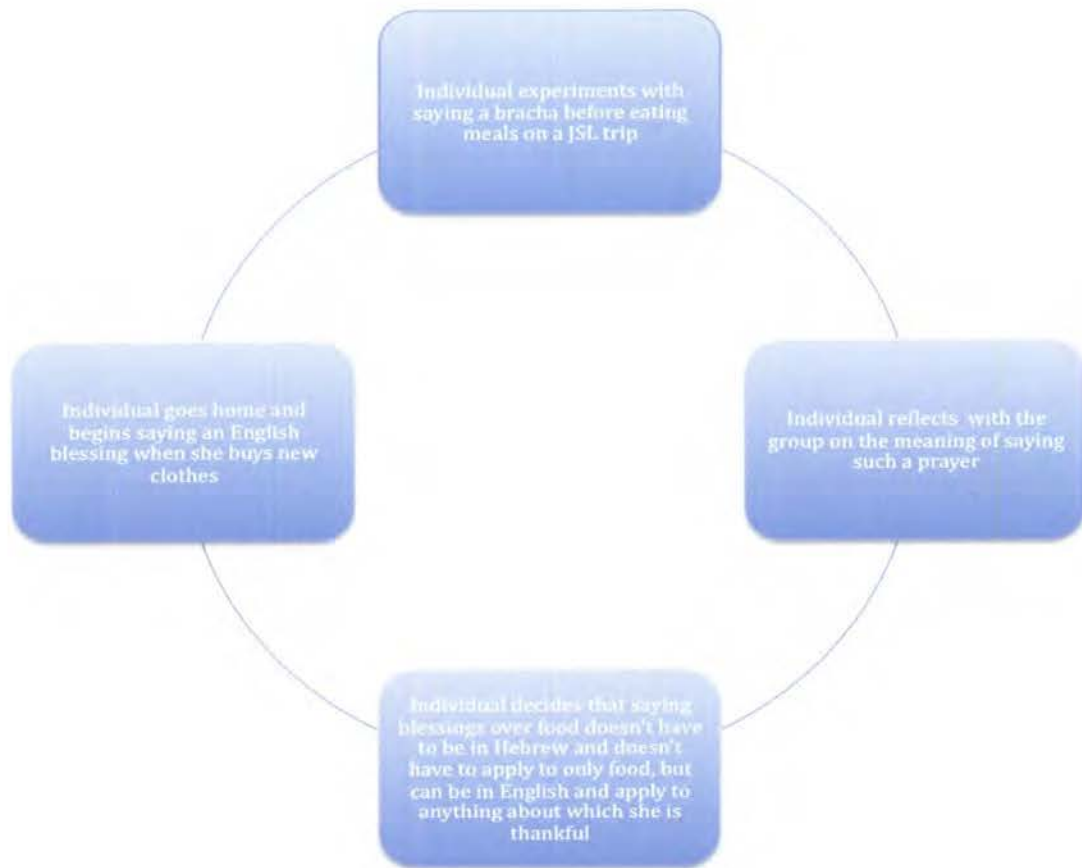 Individual experiments with
saying a bracha before eating
meals on a JSL trip
Individual reflects with the
group on the meaning of saying
such a prayer
Individual decides that saying
blessings over food doesn't have
to be in Hebrew and doesn't
have to apply to only food, but
can be in English and apply to
anything about which she is
thankful
Individual goes home and
begins saying an English
blessing when she buys new
clothes